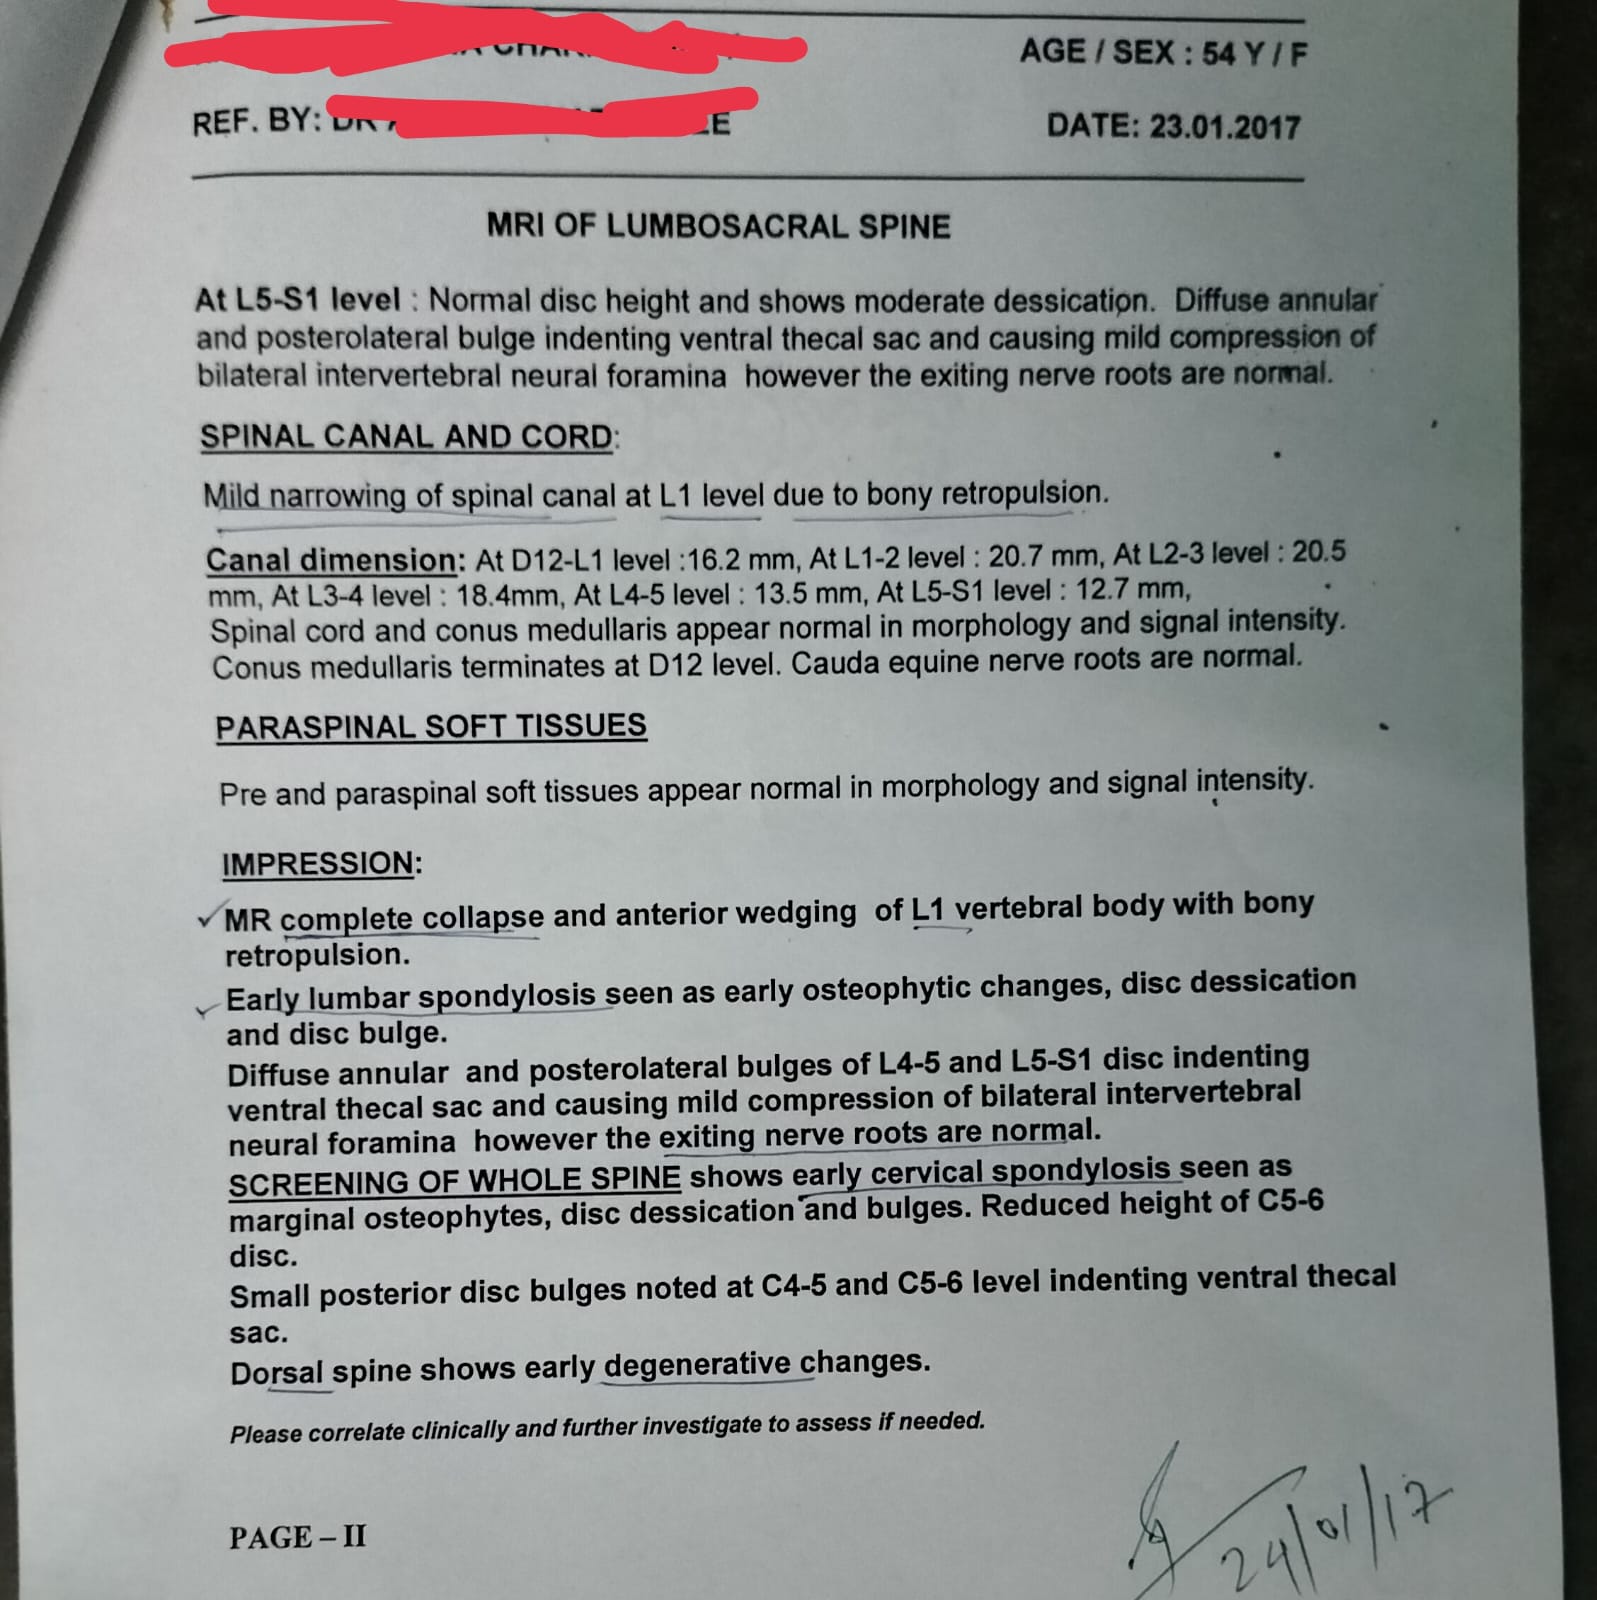 AGE / SEX : 54 Y / F
REF. BY: DR
DATE: 23.01.2017
MRI OF LUMBOSACRAL SPINE
At L5-S1 level : Normal disc height and shows moderate dessication. Diffuse annular
and posterolateral bulge indenting ventral thecal sac and causing mild compression of
bilateral intervertebral neural foramina however the exiting nerve roots are normal.
SPINAL CANAL AND CORD:
Mild narrowing of spinal canal at L1 level due to bony retropulsion.
Canal dimension: At D12-L1 level :16.2 mm, At L1-2 level : 20.7 mm, At L2-3 level : 20.5
mm, At L3-4 level : 18.4mm, At L4-5 level : 13.5 mm, At L5-S1 level : 12.7 mm,
Spinal cord and conus medullaris appear normal in morphology and signal intensity.
Conus medullaris terminates at D12 level. Cauda equine nerve roots are normal.
PARASPINAL SOFT TISSUES
Pre and paraspinal soft tissues appear normal in morphology and signal intensity.
IMPRESSION:
MR complete collapse and anterior wedging of L1 vertebral body with bony
retropulsion.
Early lumbar spondylosis seen as early osteophytic changes, disc dessication
and disc bulge.
Diffuse annular and posterolateral bulges of L4-5 and L5-S1 disc indenting
ventral thecal sac and causing mild compression of bilateral intervertebral
neural foramina however the exiting nerve roots are normal.
SCREENING OF WHOLE SPINE shows early cervical spondylosis seen as
marginal osteophytes, disc dessication and bulges. Reduced height of C5-6
disc.
Small posterior disc bulges noted at C4-5 and C5-6 level indenting ventral thecal
sac.
Dorsal spine shows early degenerative changes.
Please correlate clinically and further investigate to assess if needed.
24/01/17
PAGE – II